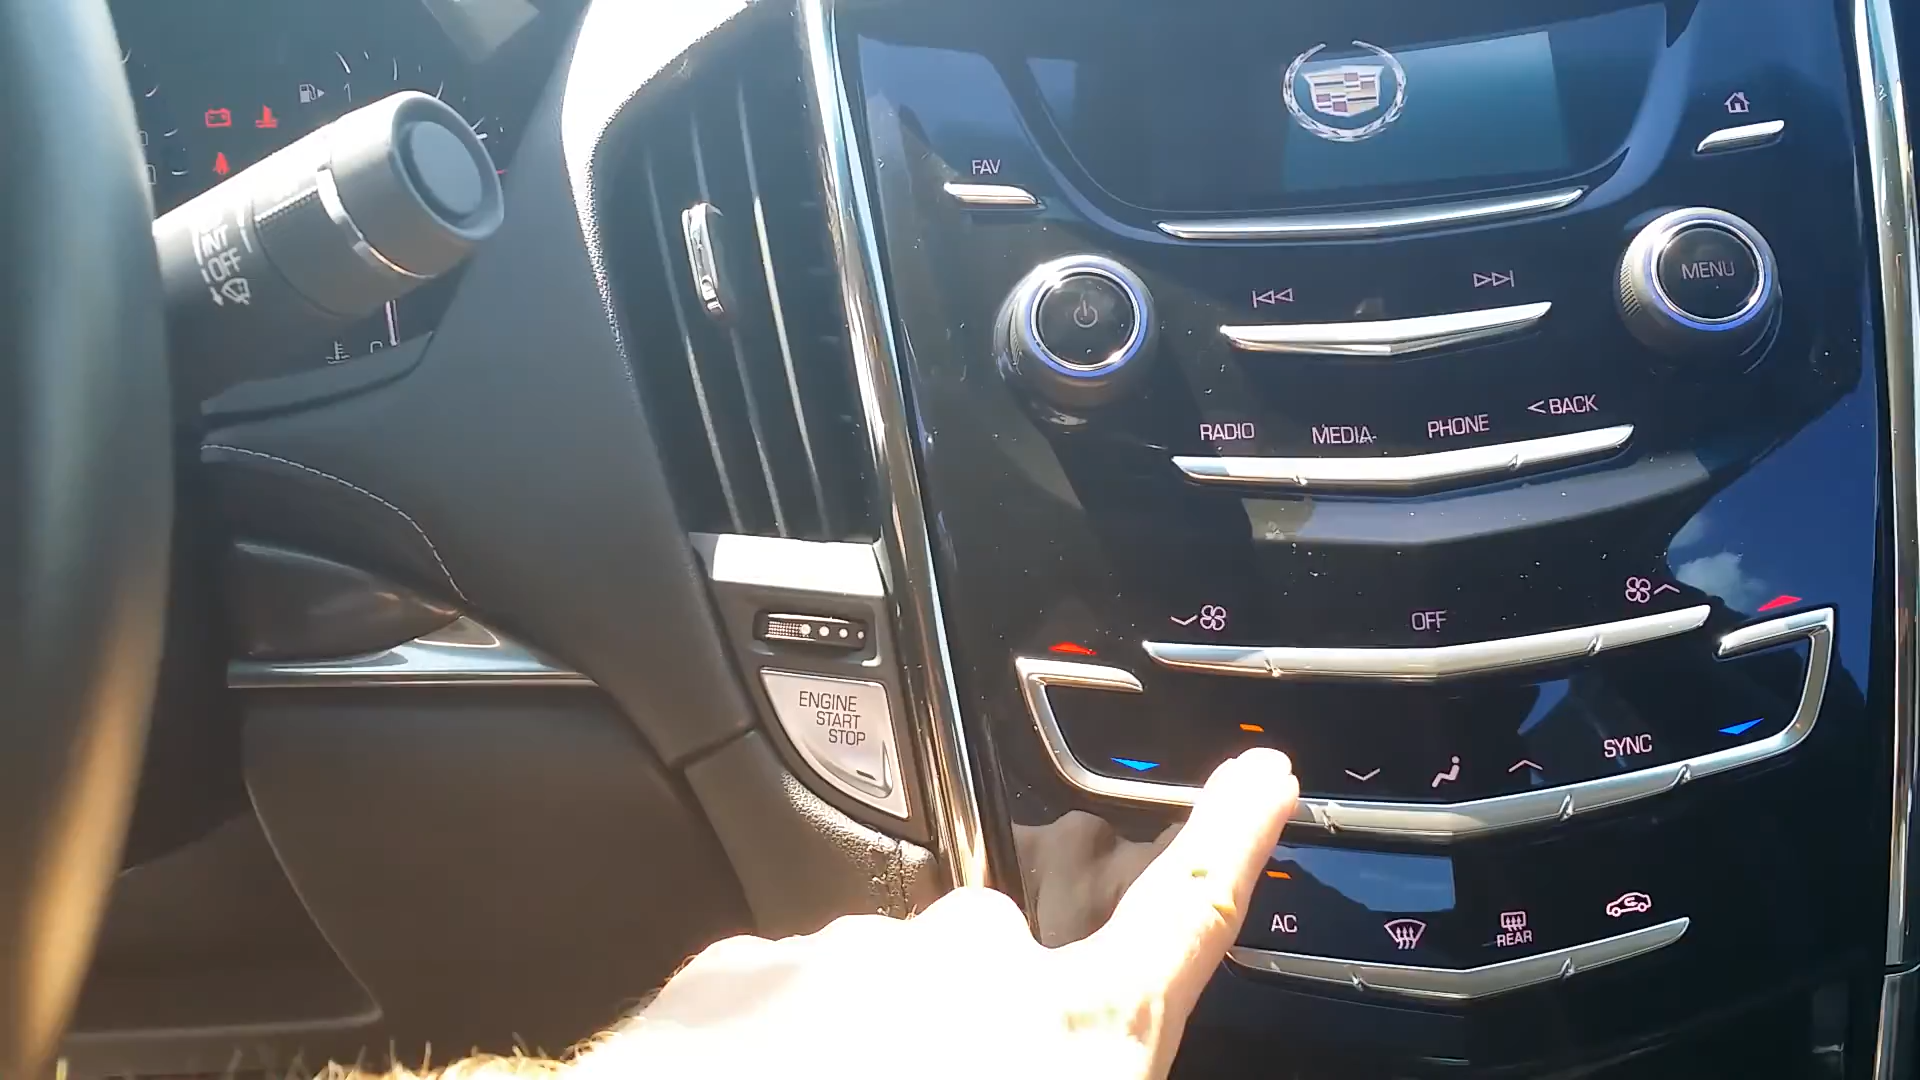 INT
OFF
FAV
MENU
RADIO MEDIA PHONE < BACK
OFF
ENGINE
START
STOP
SYNC
AC
REAR